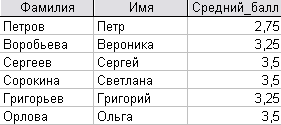 Фамилия Имя Средний_балл
Петров Петр 2,75
Воробьева Вероника 3,25
Сергеев Сергей 3,5
Сорокина Светлана 3,5
Григорьев Григорий 3,25
Орлова Ольга 3,5